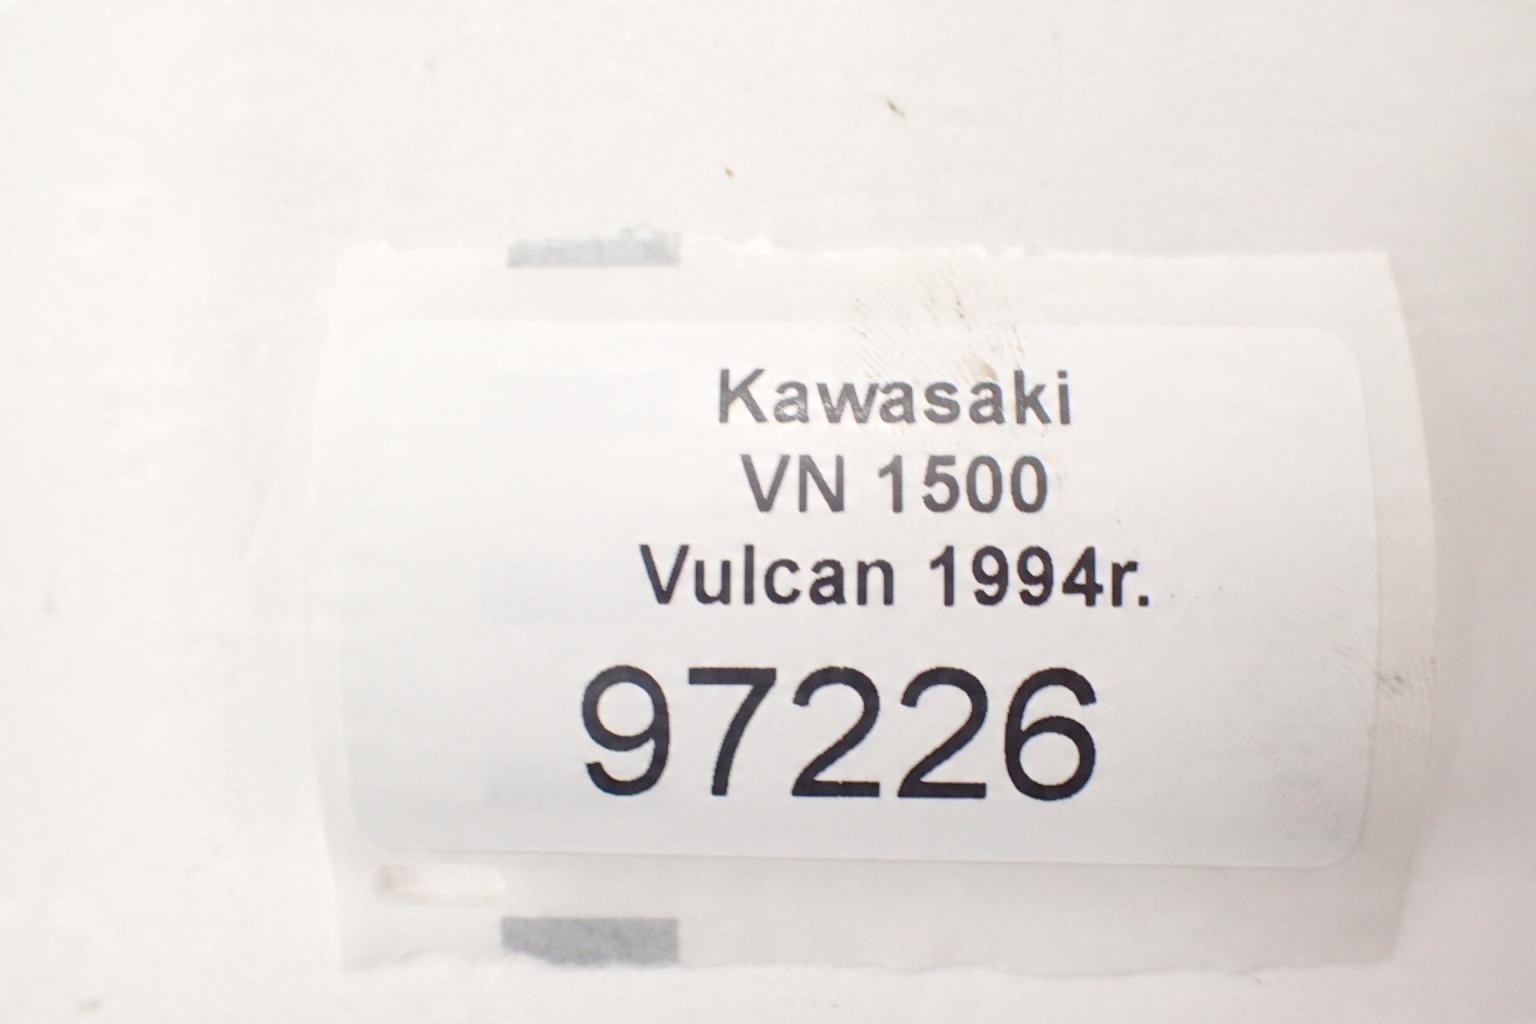 Kawasaki
VN 1500
Vulcan 1994r.
97226